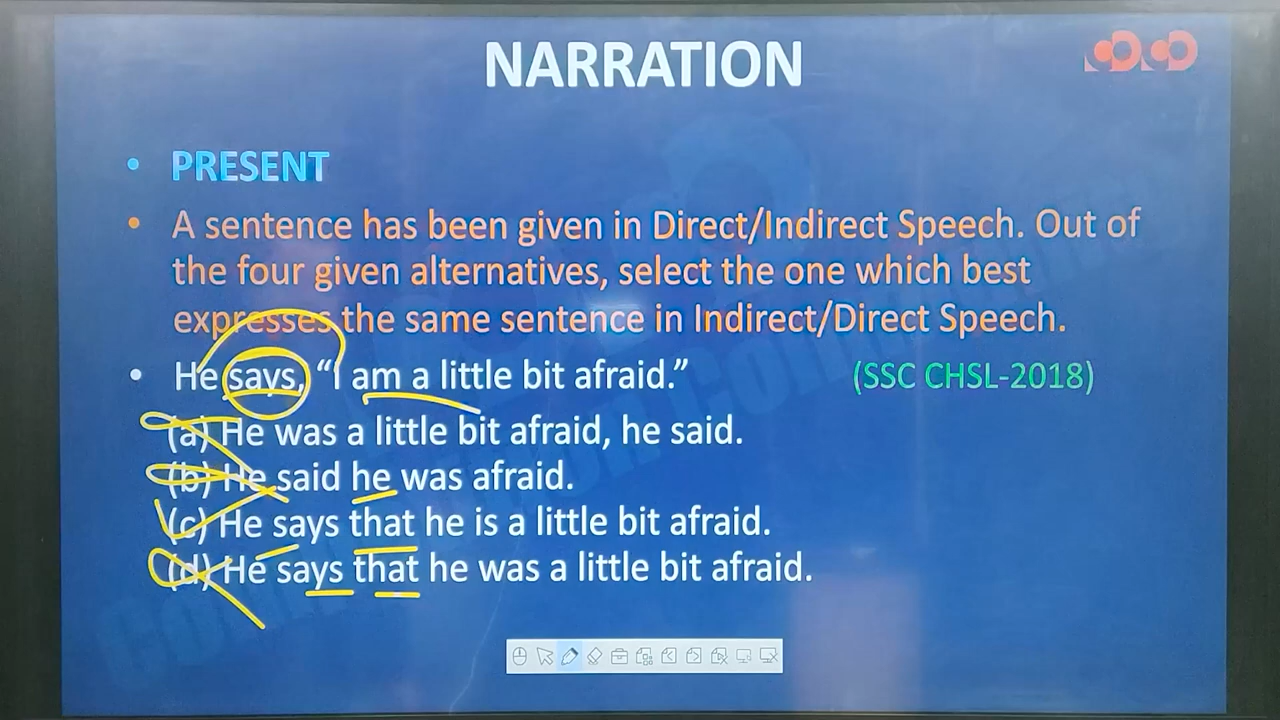 NARRATION
• PRESENT
• A sentence has been given in Direct/Indirect Speech. Out of
the four given alternatives, select the one which best
expresses the same sentence in Indirect/Direct Speech.
• He says, “I am a little bit afraid.” (SSC CHSL-2018)
(a) He was a little bit afraid, he said.
(b) He said he was afraid.
(c) He says that he is a little bit afraid.
(d) He says that he was a little bit afraid.